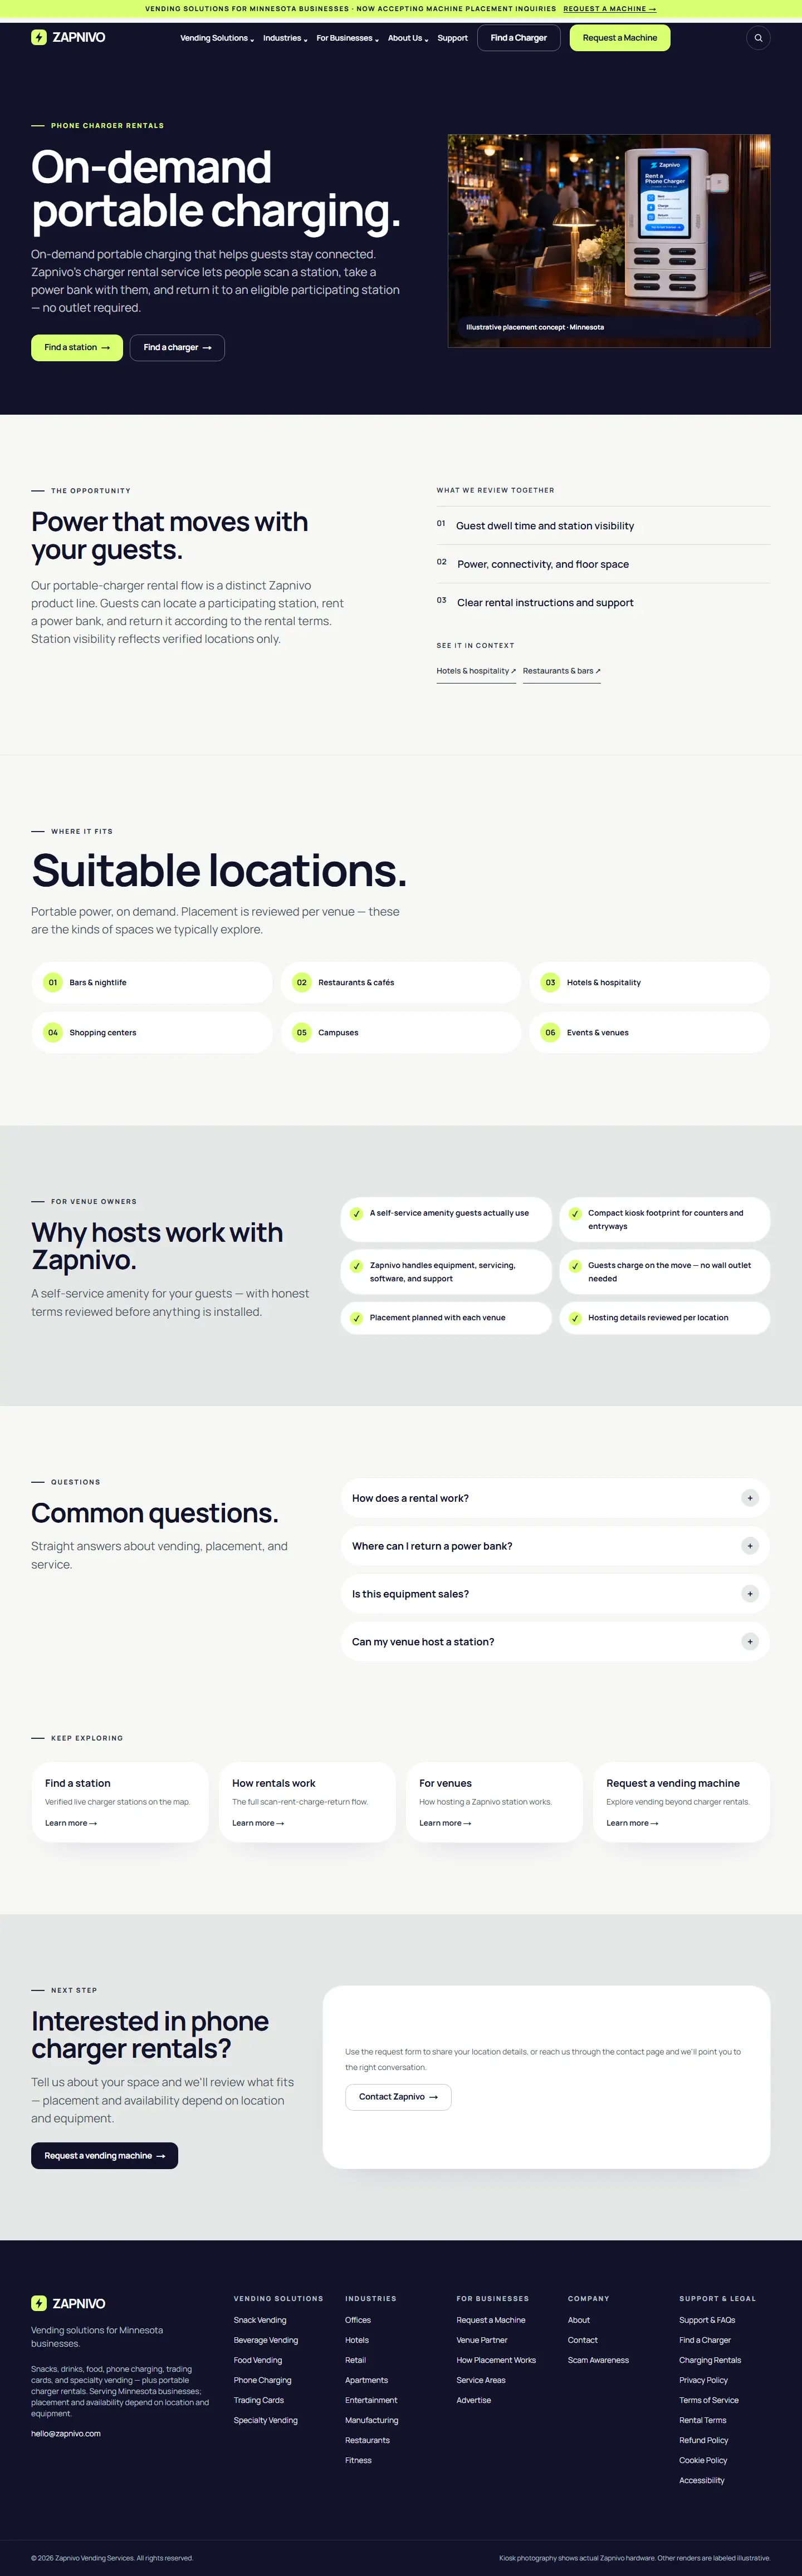 VENDING SOLUTIONS FOR MINNESOTA BUSINESSES · NOW ACCEPTING MACHINE PLACEMENT INQUIRIES REQUEST A MACHINE →
ZAPNIVO
Vending Solutions Industries For Businesses About Us Support Find a Charger Request a Machine
PHONE CHARGER RENTALS
On-demand
portable charging.
On-demand portable charging that helps guests stay connected.
Zapnivo's charger rental service lets people scan a station, take a
power bank with them, and return it to an eligible participating station
— no outlet required.
Find a station →
Find a charger →
Zapnivo
Rent a
Phone Charger
Illustrative placement concept · Minnesota
THE OPPORTUNITY
Power that moves with
your guests.
Our portable-charger rental flow is a distinct Zapnivo
product line. Guests can locate a participating station, rent
a power bank, and return it according to the rental terms.
Station visibility reflects verified locations only.
WHAT WE REVIEW TOGETHER
01 Guest dwell time and station visibility
02 Power, connectivity, and floor space
03 Clear rental instructions and support
SEE IT IN CONTEXT
Hotels & hospitality ↗ Restaurants & bars ↗
WHERE IT FITS
Suitable locations.
Portable power, on demand. Placement is reviewed per venue — these
are the kinds of spaces we typically explore.
01 Bars & nightlife
02 Restaurants & cafés
03 Hotels & hospitality
04 Shopping centers
05 Campuses
06 Events & venues
FOR VENUE OWNERS
Why hosts work with
Zapnivo.
A self-service amenity for your guests — with honest
terms reviewed before anything is installed.
✓ A self-service amenity guests actually use
✓ Compact kiosk footprint for counters and
entryways
✓ Zapnivo handles equipment, servicing,
software, and support
✓ Guests charge on the move — no wall outlet
needed
✓ Placement planned with each venue
✓ Hosting details reviewed per location
QUESTIONS
Common questions.
Straight answers about vending, placement, and
service.
How does a rental work? +
Where can I return a power bank? +
Is this equipment sales? +
Can my venue host a station? +
KEEP EXPLORING
Find a station
Verified live charger stations on the map.
Learn more →
How rentals work
The full scan-rent-charge-return flow.
Learn more →
For venues
How hosting a Zapnivo station works.
Learn more →
Request a vending machine
Explore vending beyond charger rentals.
Learn more →
NEXT STEP
Interested in phone
charger rentals?
Tell us about your space and we'll review what fits
— placement and availability depend on location
and equipment.
Request a vending machine →
Use the request form to share your location details, or reach us through the contact page and we'll point you to
the right conversation.
Contact Zapnivo →
ZAPNIVO
Vending solutions for Minnesota
businesses.
Snacks, drinks, food, phone charging, trading
cards, and specialty vending — plus portable
charger rentals. Serving Minnesota businesses;
placement and availability depend on location and
equipment.
hello@zapnivo.com
VENDING SOLUTIONS
Snack Vending
Beverage Vending
Food Vending
Phone Charging
Trading Cards
Specialty Vending
INDUSTRIES
Offices
Hotels
Retail
Apartments
Entertainment
Manufacturing
Restaurants
Fitness
FOR BUSINESSES
Request a Machine
Venue Partner
How Placement Works
Service Areas
Advertise
COMPANY
About
Contact
Scam Awareness
SUPPORT & LEGAL
Support & FAQs
Find a Charger
Charging Rentals
Privacy Policy
Terms of Service
Rental Terms
Refund Policy
Cookie Policy
Accessibility
© 2026 Zapnivo Vending Services. All rights reserved.
Kiosk photography shows actual Zapnivo hardware. Other renders are labeled illustrative.